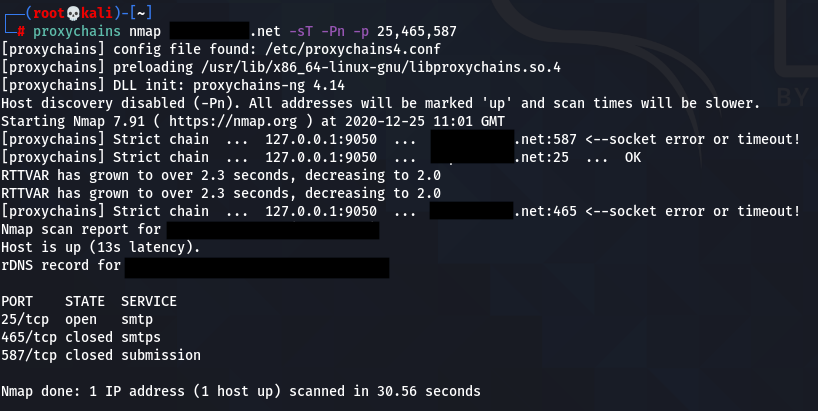 (root💀kali)-[~]
# proxychains nmap .net -sT -Pn -p 25,465,587
[proxychains] config file found: /etc/proxychains4.conf
[proxychains] preloading /usr/lib/x86_64-linux-gnu/libproxychains.so.4
[proxychains] DLL init: proxychains-ng 4.14
Host discovery disabled (-Pn). All addresses will be marked 'up' and scan times will be slower.
Starting Nmap 7.91 ( https://nmap.org ) at 2020-12-25 11:01 GMT
[proxychains] Strict chain ... 127.0.0.1:9050 ... .net:587 <--socket error or timeout!
[proxychains] Strict chain ... 127.0.0.1:9050 ... .net:25 ... OK
RTTVAR has grown to over 2.3 seconds, decreasing to 2.0
RTTVAR has grown to over 2.3 seconds, decreasing to 2.0
[proxychains] Strict chain ... 127.0.0.1:9050 ... .net:465 <--socket error or timeout!
Nmap scan report for
Host is up (13s latency).
rDNS record for
PORT STATE SERVICE
25/tcp open smtp
465/tcp closed smtps
587/tcp closed submission
Nmap done: 1 IP address (1 host up) scanned in 30.56 seconds
BY